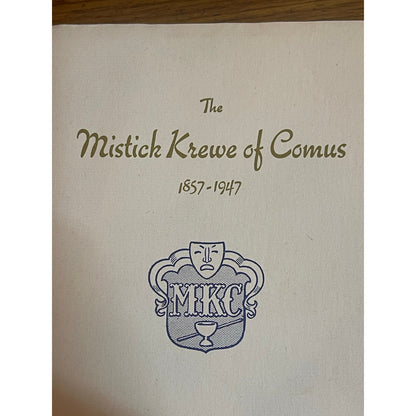 The
Mistick Krewe of Comus
1857-1947
MKC